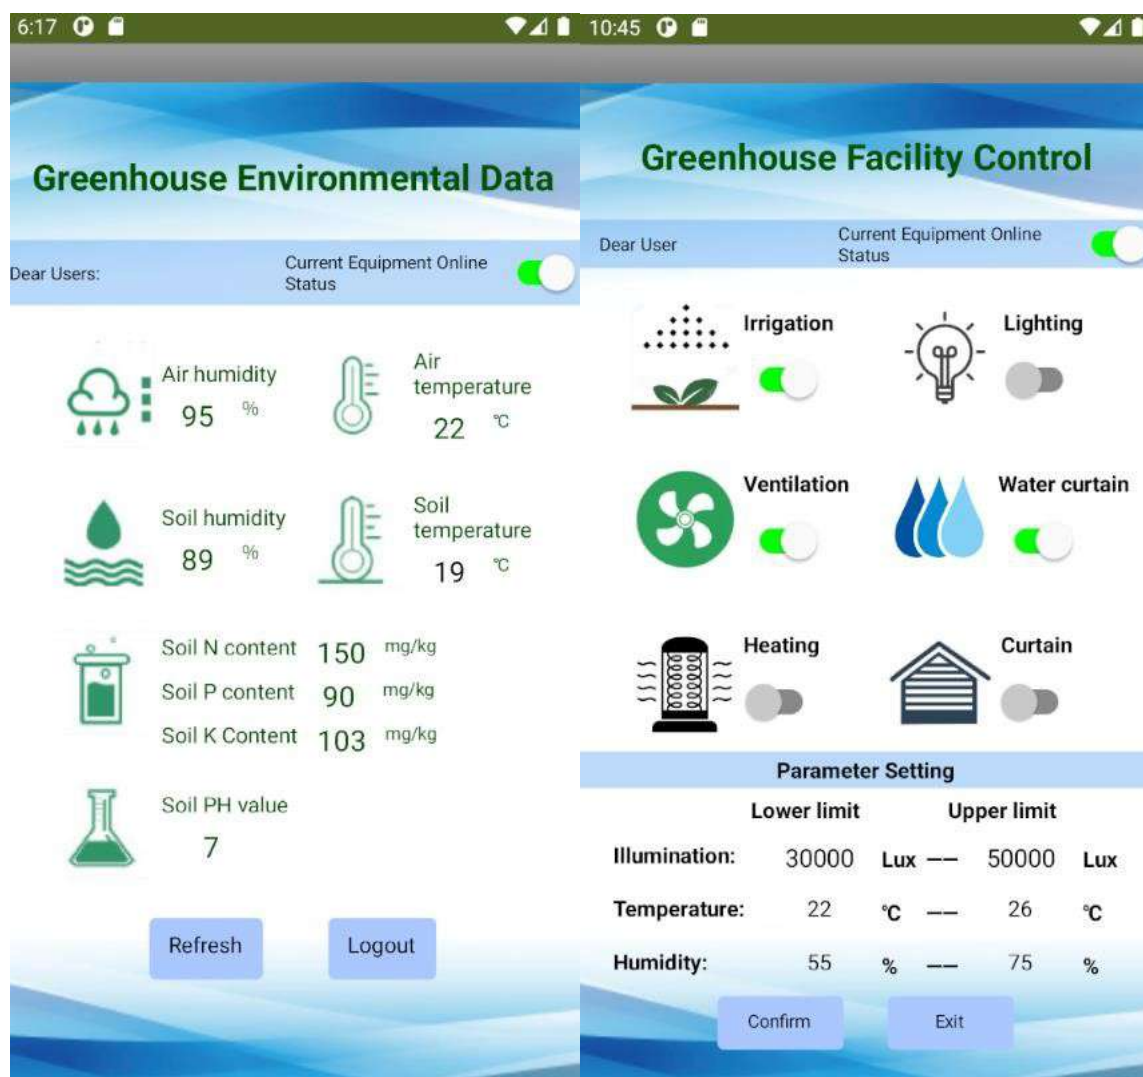 6:17
Greenhouse Environmental Data
Dear Users:
Current Equipment Online
Status
Air humidity
95 %
Air
temperature
22 ℃
Soil humidity
89 %
Soil
temperature
19 ℃
Soil N content 150 mg/kg
Soil P content 90 mg/kg
Soil K Content 103 mg/kg
Soil PH value
7
Refresh Logout
10:45
Greenhouse Facility Control
Dear User
Current Equipment Online
Status
Irrigation Lighting
Ventilation Water curtain
Heating Curtain
Parameter Setting
Lower limit Upper limit
Illumination: 30000 Lux —— 50000 Lux
Temperature: 22 ℃ —— 26 ℃
Humidity: 55 % —— 75 %
Confirm Exit